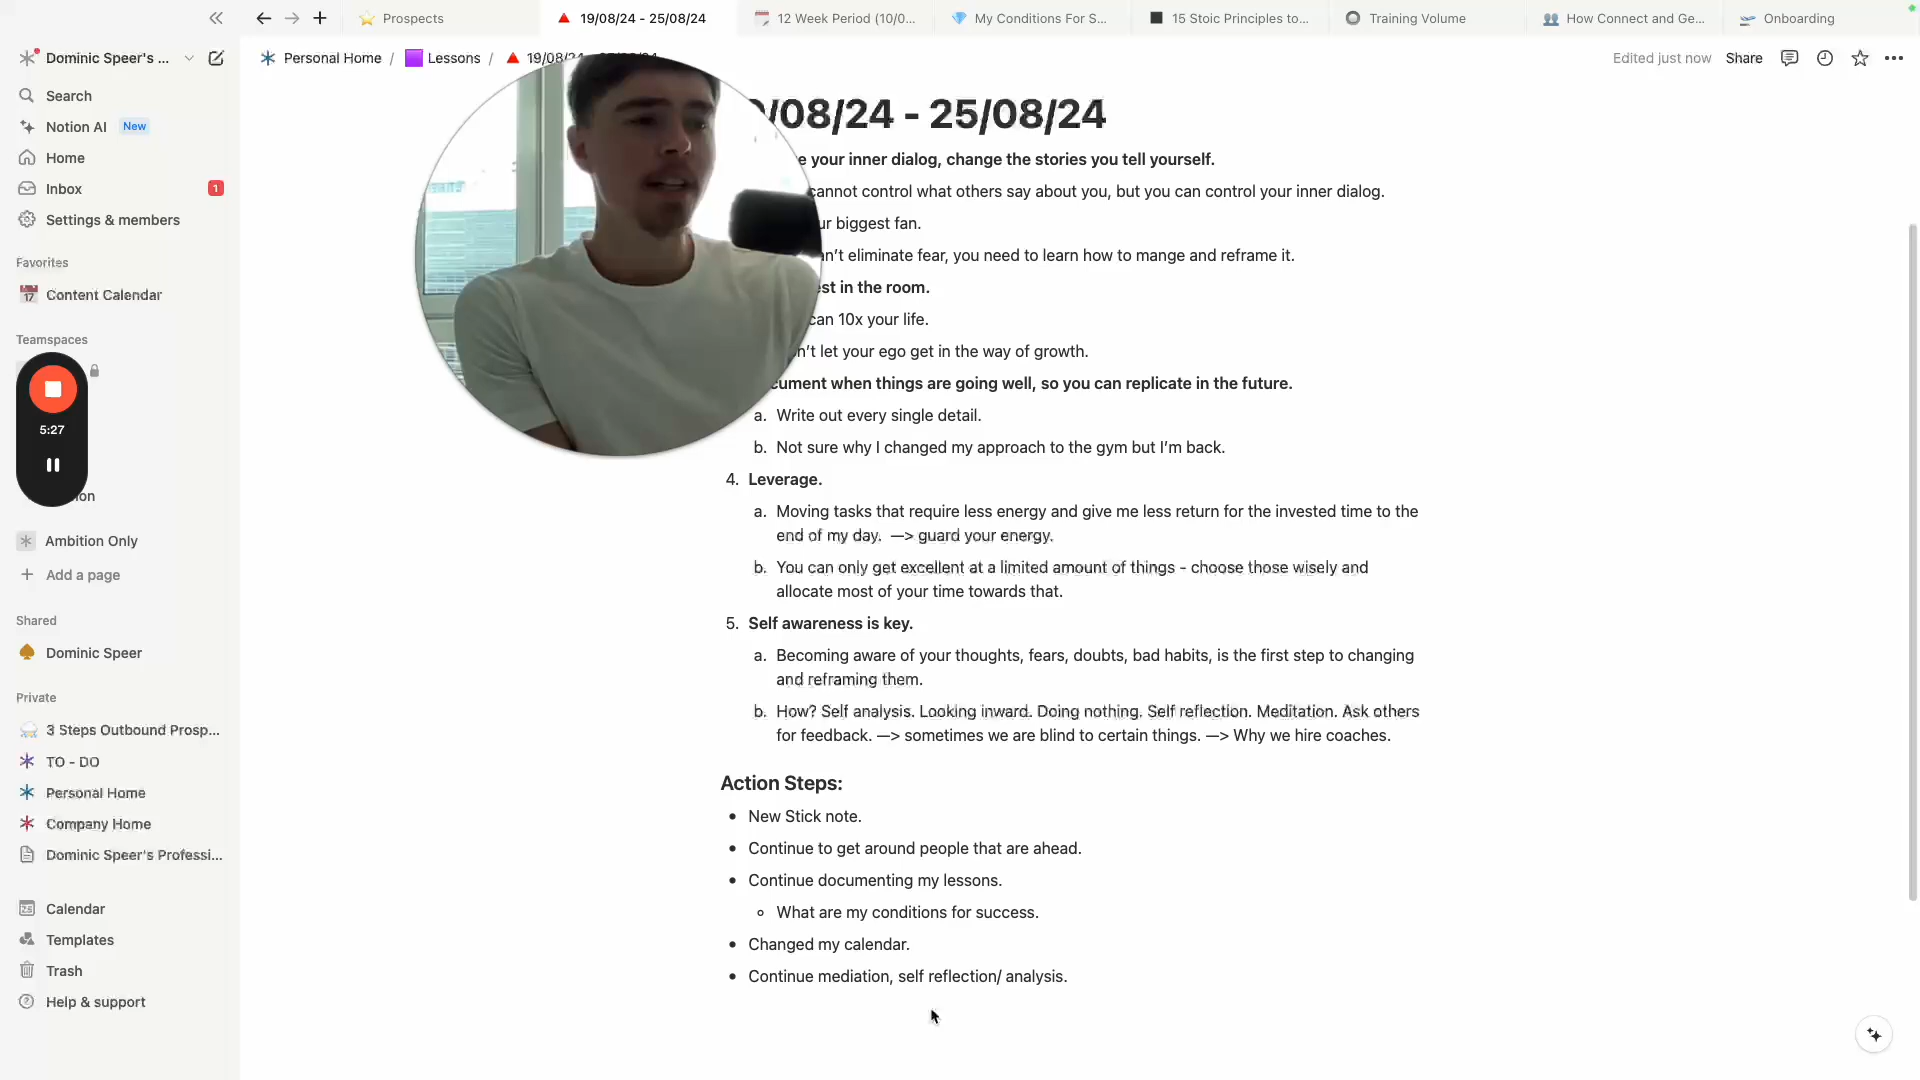 Prospects
19/08/24 - 25/08/24
12 Week Period (10/0...
My Conditions For S...
15 Stoic Principles to...
Training Volume
How Connect and Ge...
Onboarding
Dominic Speer's ...
Personal Home / Lessons /
Edited just now
Share
Search
Notion AI New
Home
Inbox 1
Settings & members
Favorites
Content Calendar
Teamspaces
5:27
Ambition Only
Add a page
Shared
Dominic Speer
Private
3 Steps Outbound Prosp...
TO - DO
Personal Home
Company Home
Dominic Speer's Professi...
Calendar
Templates
Trash
Help & support
/08/24 - 25/08/24
your inner dialog, change the stories you tell yourself.
cannot control what others say about you, but you can control your inner dialog.
biggest fan.
eliminate fear, you need to learn how to mange and reframe it.
in the room.
can 10x your life.
let your ego get in the way of growth.
when things are going well, so you can replicate in the future.
a. Write out every single detail.
b. Not sure why I changed my approach to the gym but I'm back.
4. Leverage.
a. Moving tasks that require less energy and give me less return for the invested time to the
end of my day. —> guard your energy.
b. You can only get excellent at a limited amount of things - choose those wisely and
allocate most of your time towards that.
5. Self awareness is key.
a. Becoming aware of your thoughts, fears, doubts, bad habits, is the first step to changing
and reframing them.
b. How? Self analysis. Looking inward. Doing nothing. Self reflection. Meditation. Ask others
for feedback. —> sometimes we are blind to certain things. —> Why we hire coaches.
Action Steps:
• New Stick note.
• Continue to get around people that are ahead.
• Continue documenting my lessons.
◦ What are my conditions for success.
• Changed my calendar.
• Continue mediation, self reflection/ analysis.